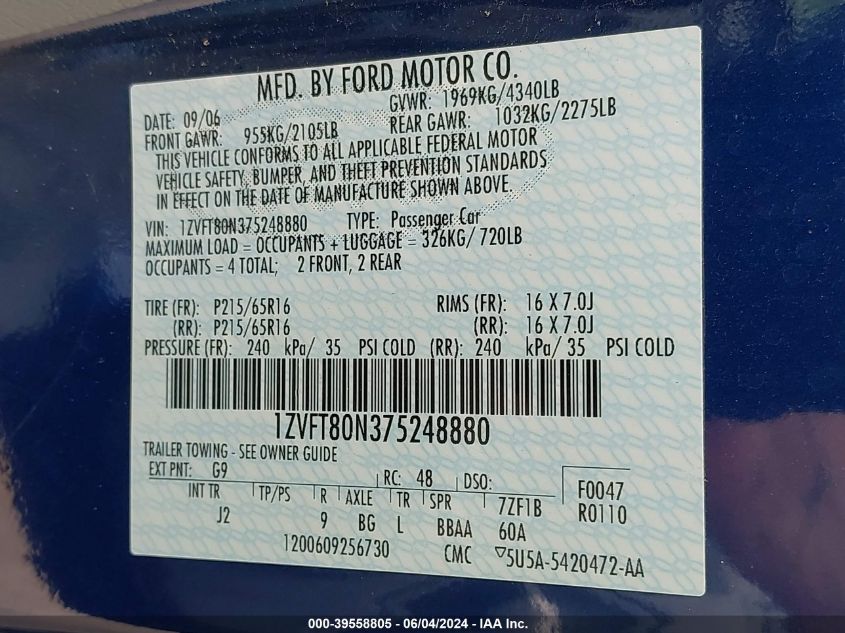 MFD. BY FORD MOTOR CO.
DATE: 09/06 GVWR: 1969KG/4340LB
FRONT GAWR: 955KG/2105LB REAR GAWR: 1032KG/2275LB
THIS VEHICLE CONFORMS TO ALL APPLICABLE FEDERAL MOTOR
VEHICLE SAFETY, BUMPER, AND THEFT PREVENTION STANDARDS
IN EFFECT ON THE DATE OF MANUFACTURE SHOWN ABOVE.
VIN: 1ZVFT80N375248880 TYPE: Passenger Car
MAXIMUM LOAD = OCCUPANTS + LUGGAGE = 326KG/ 720LB
OCCUPANTS = 4 TOTAL; 2 FRONT, 2 REAR
TIRE (FR): P215/65R16 RIMS (FR): 16 X 7.0J
(RR): P215/65R16 (RR): 16 X 7.0J
PRESSURE (FR): 240 kPa/ 35 PSI COLD (RR): 240 kPa/ 35 PSI COLD
1ZVFT80N375248880
TRAILER TOWING - SEE OWNER GUIDE
EXT PNT: G9 RC: 48 DSO: F0047
INT TR TP/PS R AXLE TR SPR 7ZF1B R0110
J2 9 BG L BBAA 60A
1200609256730 CMC 5U5A-5420472-AA
000-39558805 - 06/04/2024 - IAA Inc.